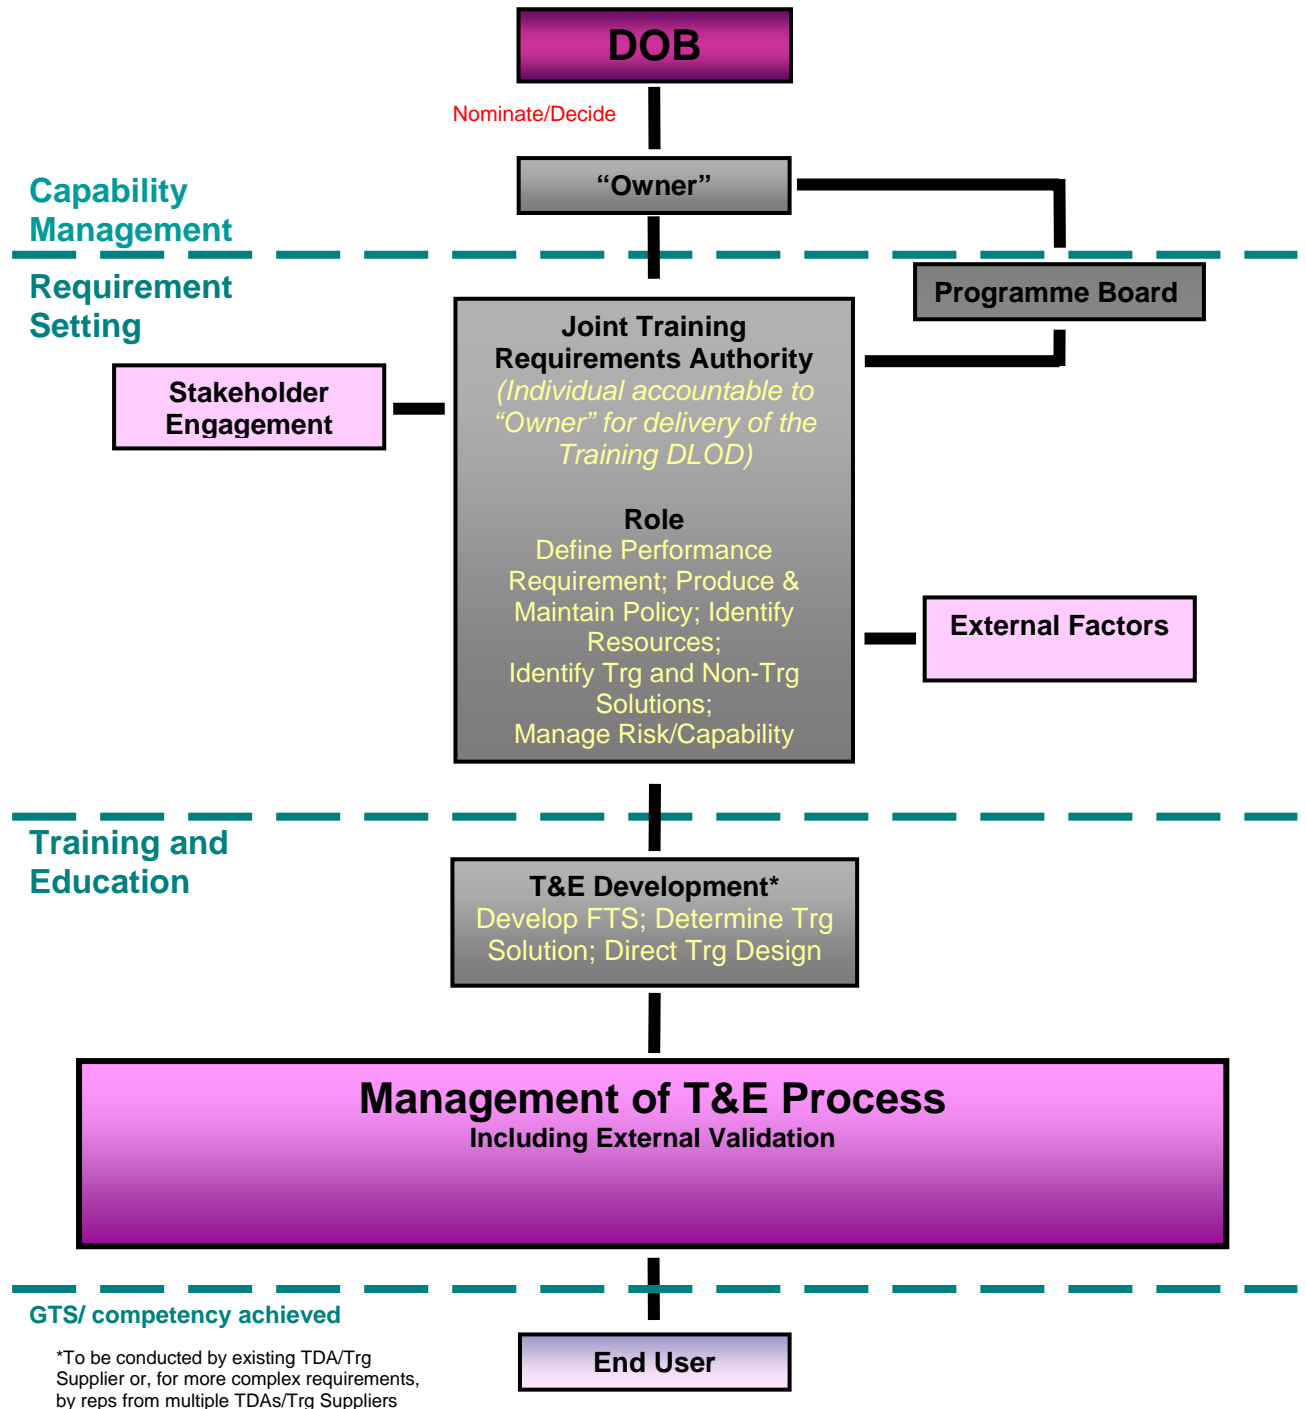 DOB
Nominate/Decide
“Owner”
Capability
Management
Requirement
Setting
Programme Board
Joint Training
Requirements Authority
(Individual accountable to
“Owner” for delivery of the
Training DLOD)
Stakeholder
Engagement
Role
Define Performance
Requirement; Produce &
Maintain Policy; Identify
Resources;
Identify Trg and Non-Trg
Solutions;
Manage Risk/Capability
External Factors
Training and
Education
T&E Development*
Develop FTS; Determine Trg
Solution; Direct Trg Design
Management of T&E Process
Including External Validation
GTS/ competency achieved
*To be conducted by existing TDA/Trg
Supplier or, for more complex requirements,
by reps from multiple TDAs/Trg Suppliers
End User